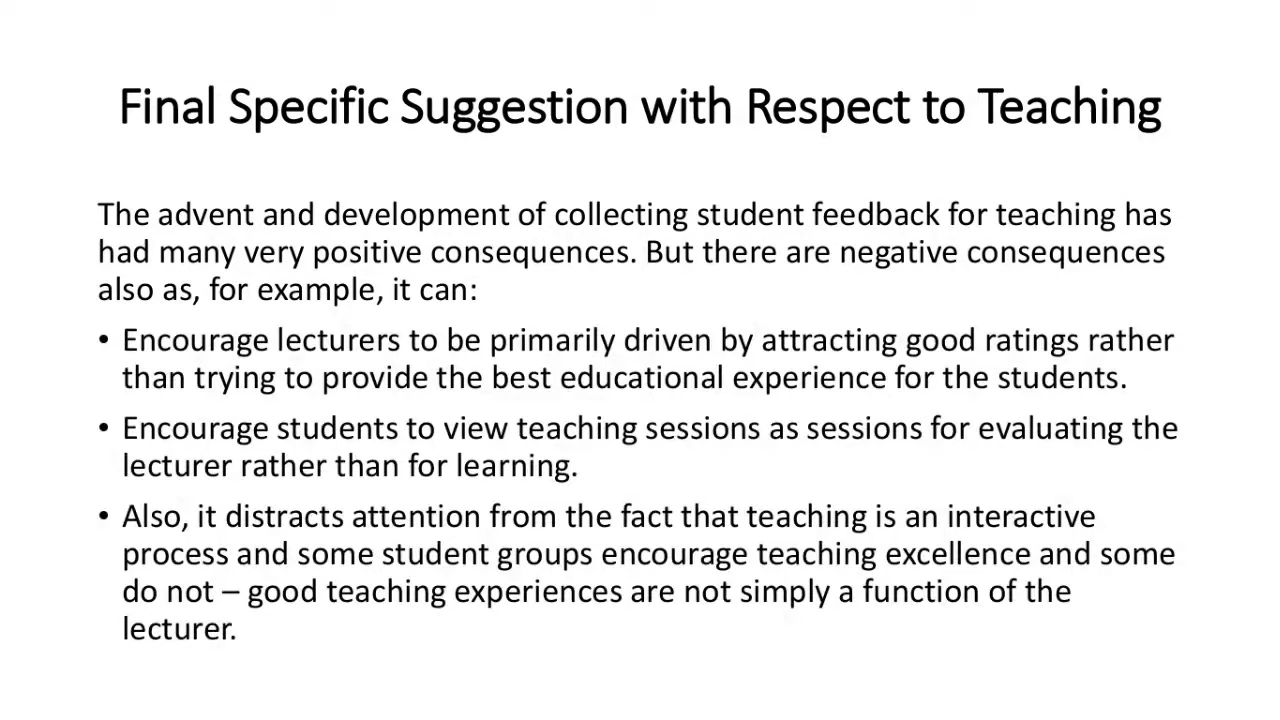 Final Specific Suggestion with Respect to Teaching
The advent and development of collecting student feedback for teaching has
had many very positive consequences. But there are negative consequences
also as, for example, it can:
• Encourage lecturers to be primarily driven by attracting good ratings rather
than trying to provide the best educational experience for the students.
• Encourage students to view teaching sessions as sessions for evaluating the
lecturer rather than for learning.
• Also, it distracts attention from the fact that teaching is an interactive
process and some student groups encourage teaching excellence and some
do not – good teaching experiences are not simply a function of the
lecturer.